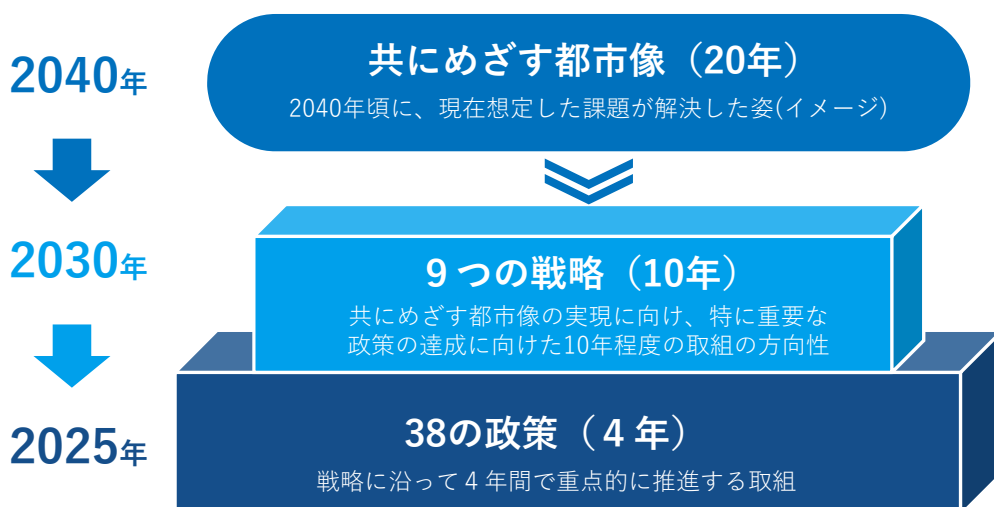 2040年
共にめざす都市像（20年）
2040年頃に、現在想定した課題が解決した姿(イメージ)
2030年
９つの戦略（10年）
共にめざす都市像の実現に向け、特に重要な
政策の達成に向けた10年程度の取組の方向性
2025年
38の政策（４年）
戦略に沿って４年間で重点的に推進する取組